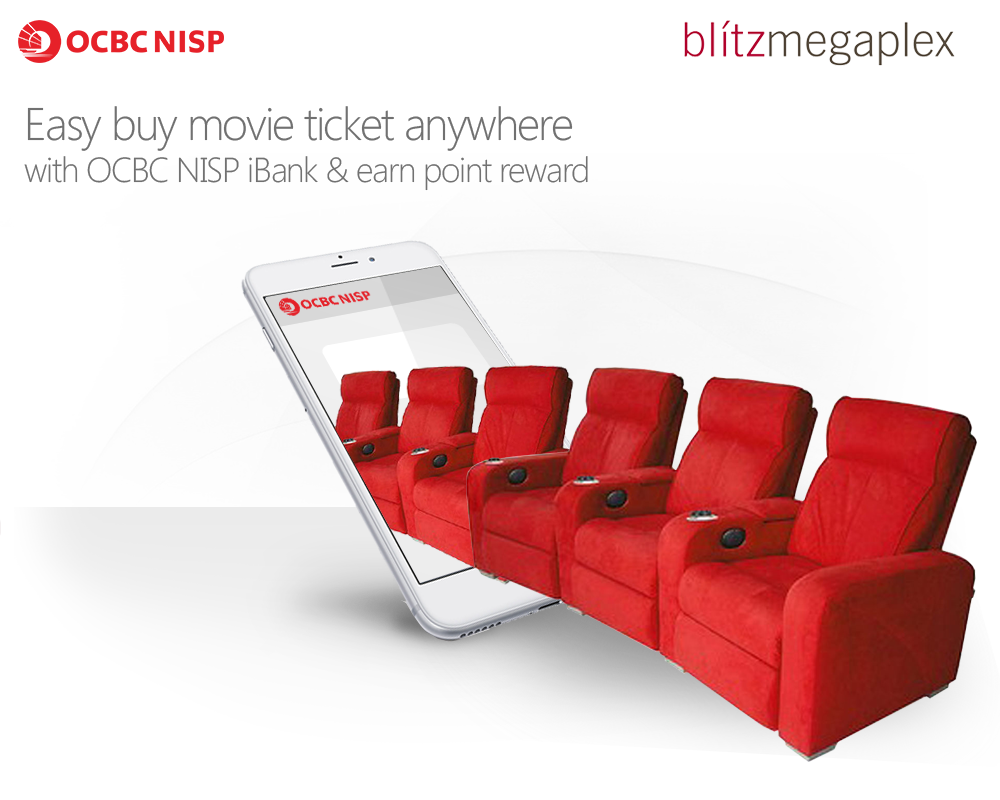 OCBC NISP
blítzmegaplex
Easy buy movie ticket anywhere
with OCBC NISP iBank & earn point reward
OCBC NISP